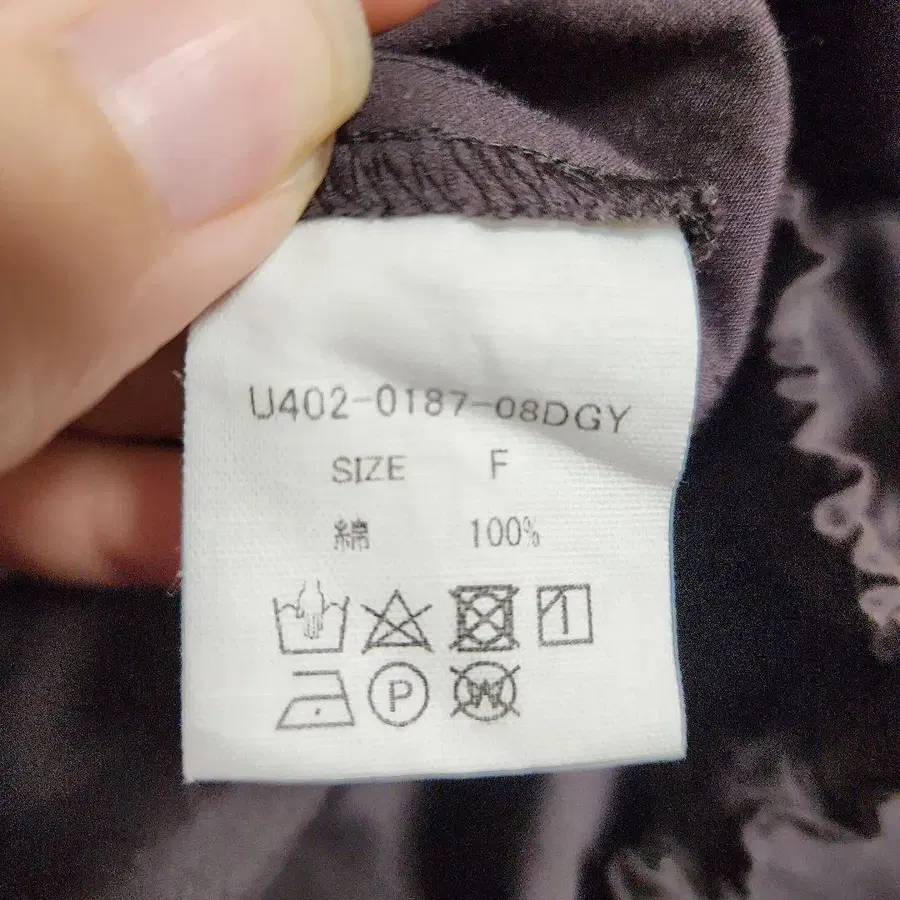 U402-0187-08DGY
SIZE F
綿 100%
P
W